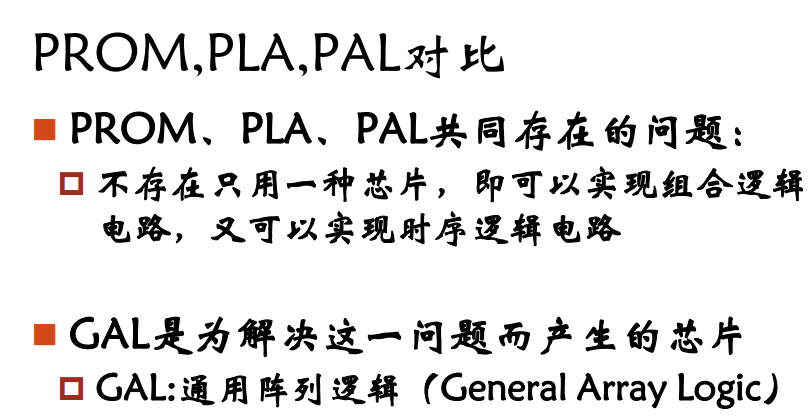 PROM,PLA,PAL对比
PROM、PLA、PAL共同存在的问题：
不存在只用一种芯片，即可以实现组合逻辑
电路，又可以实现时序逻辑电路
GAL是为解决这一问题而产生的芯片
GAL:通用阵列逻辑（General Array Logic）